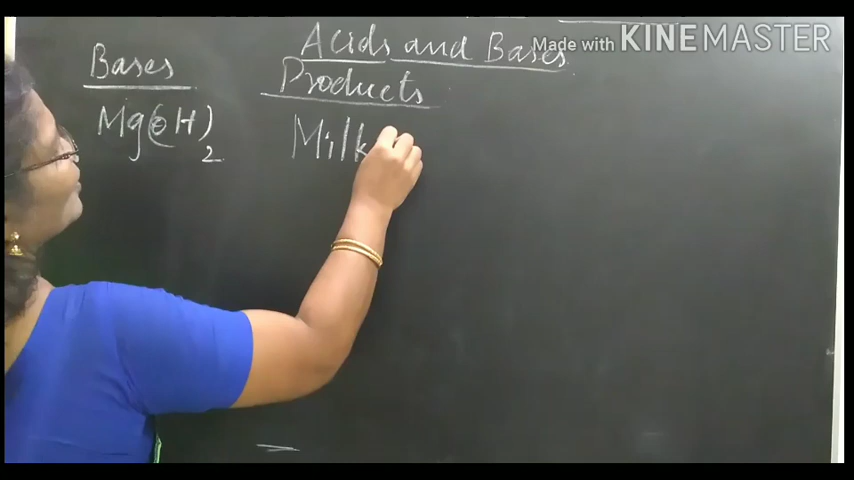 Made with KINEMASTER
Acids and Bases
Bases
Products
Mg(OH)2
Milk